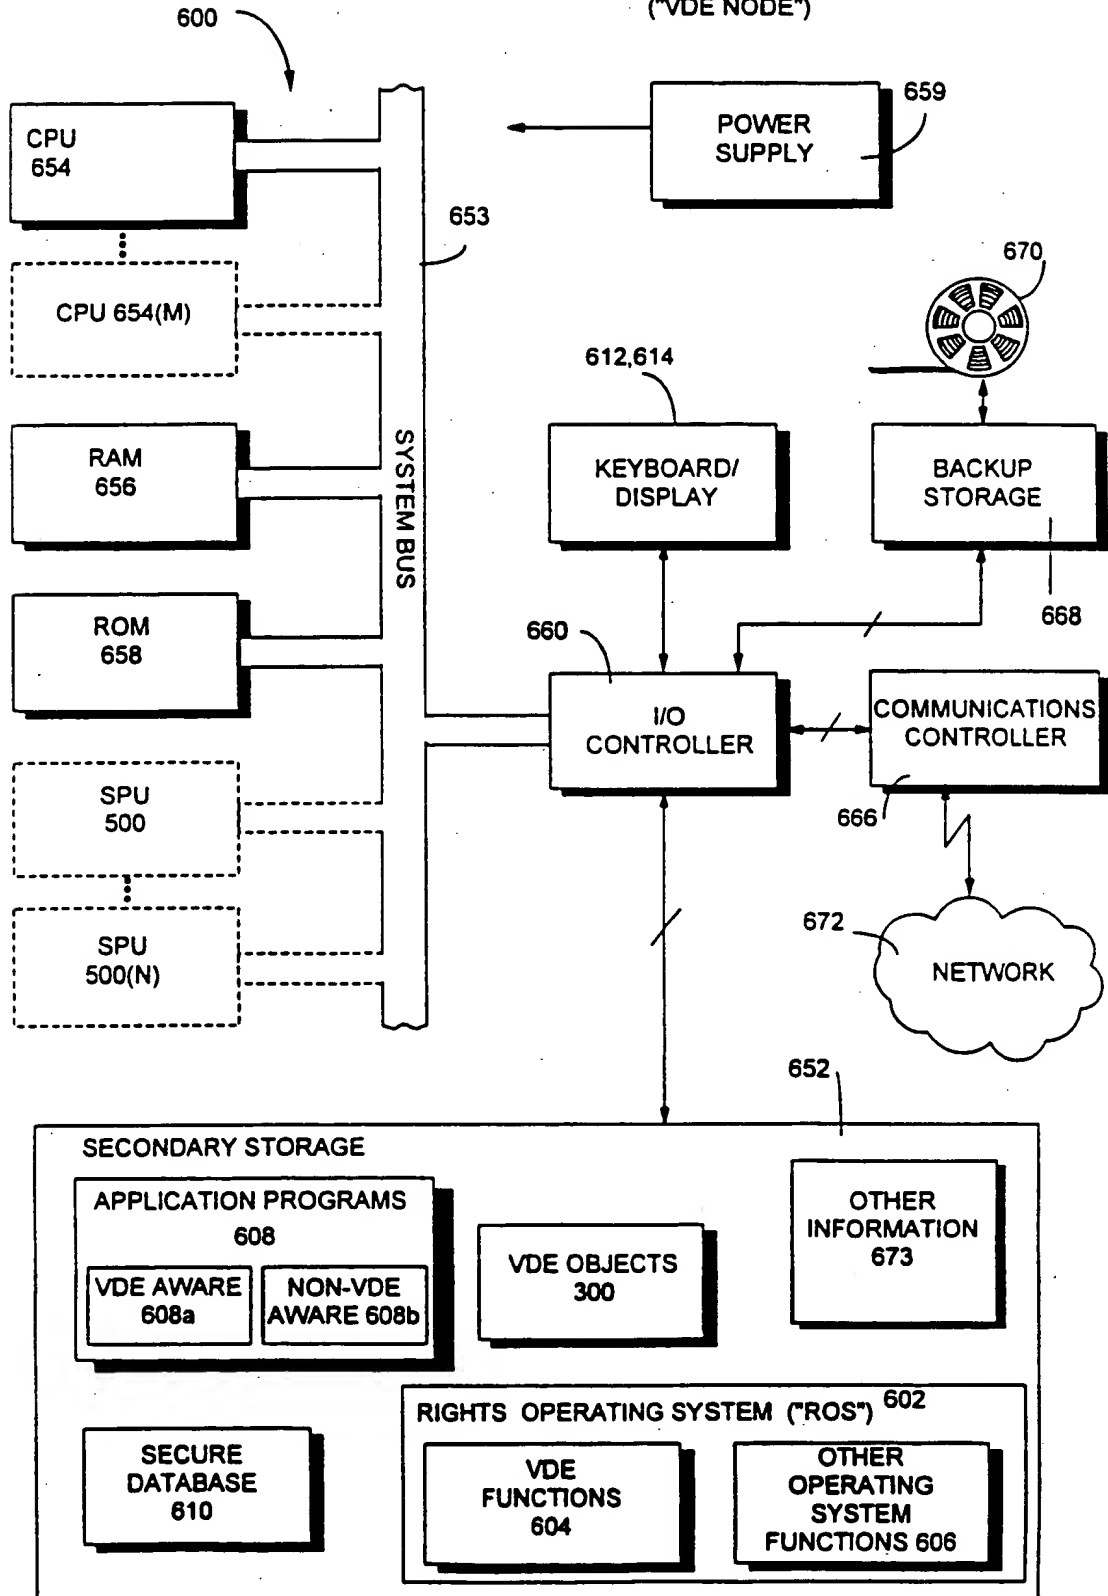 ("VDE NODE")
600
CPU
654
POWER
SUPPLY
659
653
CPU 654(M)
670
612,614
RAM
656
SYSTEM BUS
KEYBOARD/
DISPLAY
BACKUP
STORAGE
668
ROM
658
660
I/O
CONTROLLER
COMMUNICATIONS
CONTROLLER
666
SPU
500
SPU
500(N)
672
NETWORK
652
SECONDARY STORAGE
APPLICATION PROGRAMS
608
VDE AWARE
608a
NON-VDE
AWARE 608b
VDE OBJECTS
300
OTHER
INFORMATION
673
SECURE
DATABASE
610
RIGHTS OPERATING SYSTEM ("ROS") 602
VDE
FUNCTIONS
604
OTHER
OPERATING
SYSTEM
FUNCTIONS 606